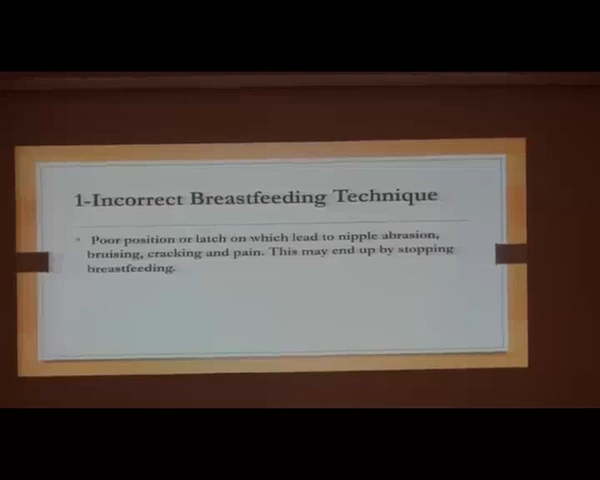 1-Incorrect Breastfeeding Technique
Poor position or latch on which lead to nipple abrasion,
bruising, cracking and pain. This may end up by stopping
breastfeeding.